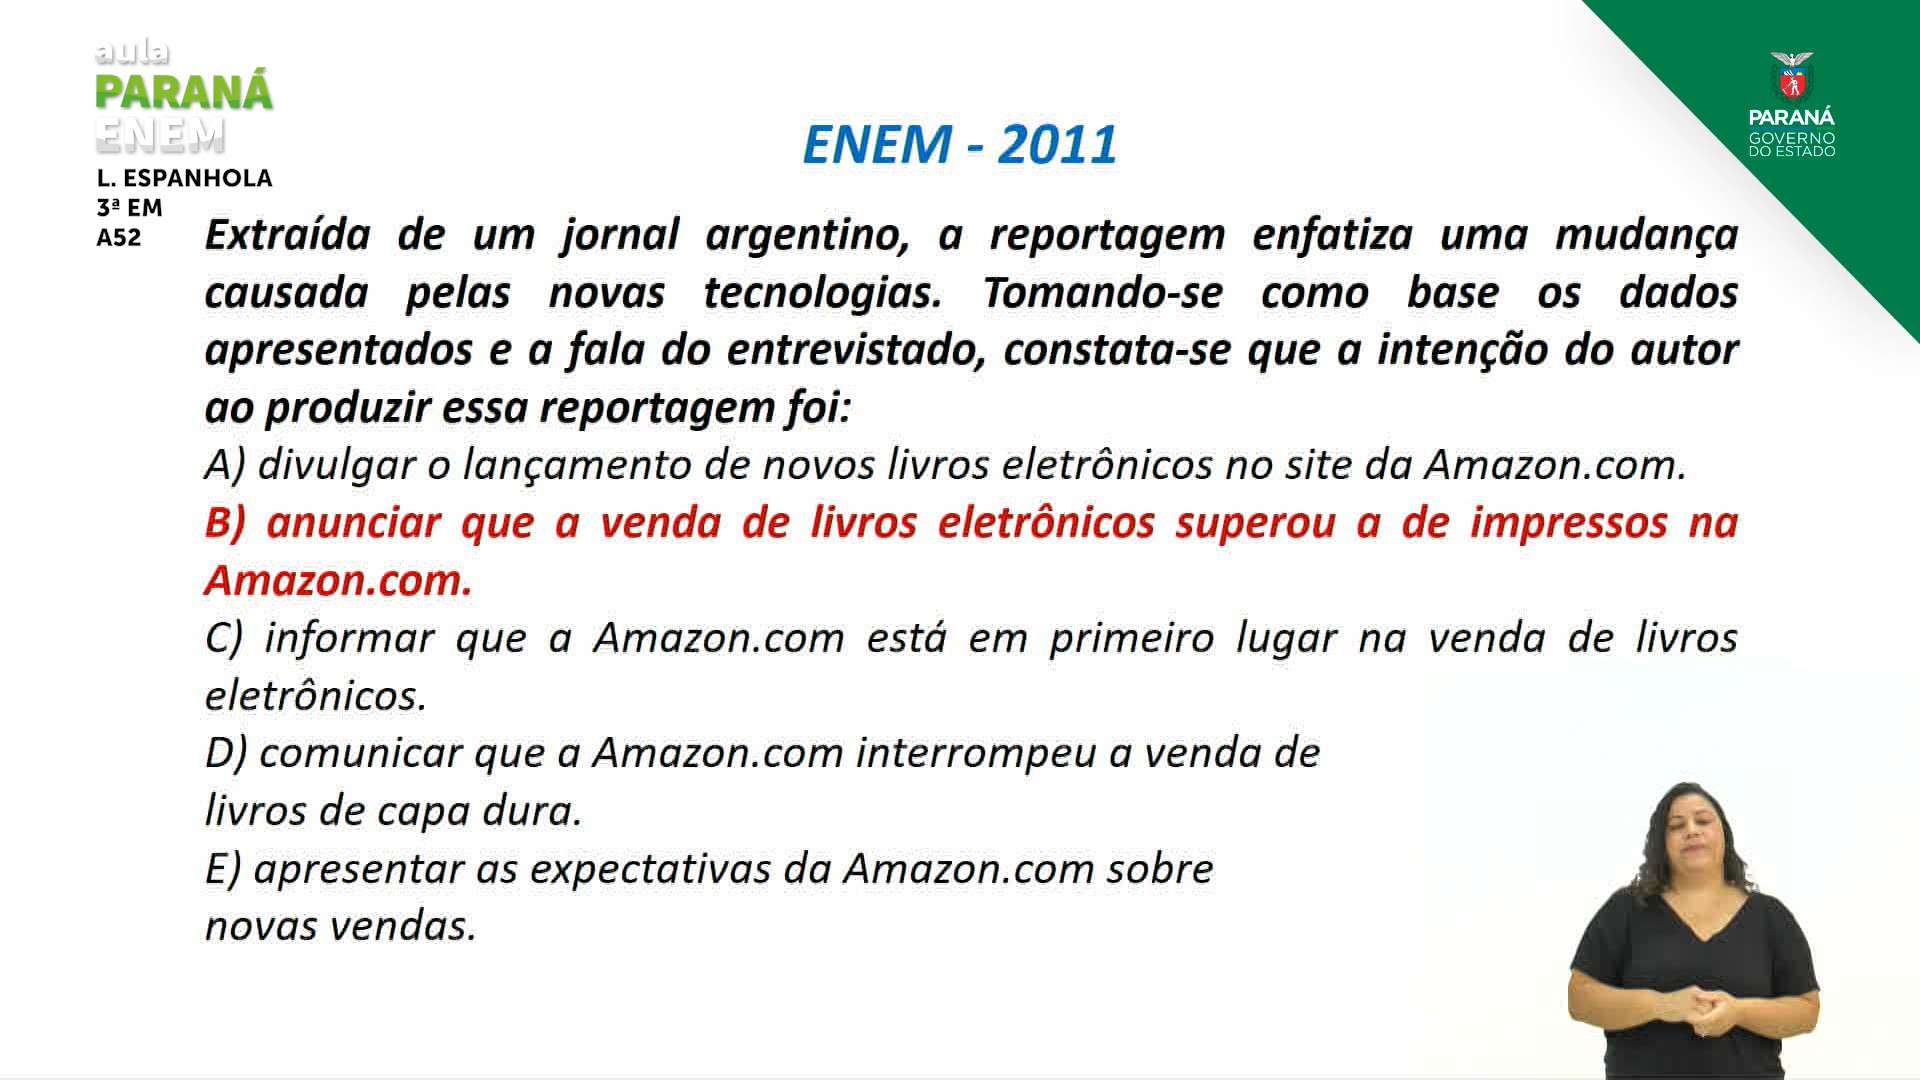 aula
PARANÁ
ENEM
L. ESPANHOLA
3ª EM
A52
PARANÁ
GOVERNO
DO ESTADO
ENEM - 2011
Extraída de um jornal argentino, a reportagem enfatiza uma mudança
causada pelas novas tecnologias. Tomando-se como base os dados
apresentados e a fala do entrevistado, constata-se que a intenção do autor
ao produzir essa reportagem foi:
A) divulgar o lançamento de novos livros eletrônicos no site da Amazon.com.
B) anunciar que a venda de livros eletrônicos superou a de impressos na
Amazon.com.
C) informar que a Amazon.com está em primeiro lugar na venda de livros
eletrônicos.
D) comunicar que a Amazon.com interrompeu a venda de
livros de capa dura.
E) apresentar as expectativas da Amazon.com sobre
novas vendas.